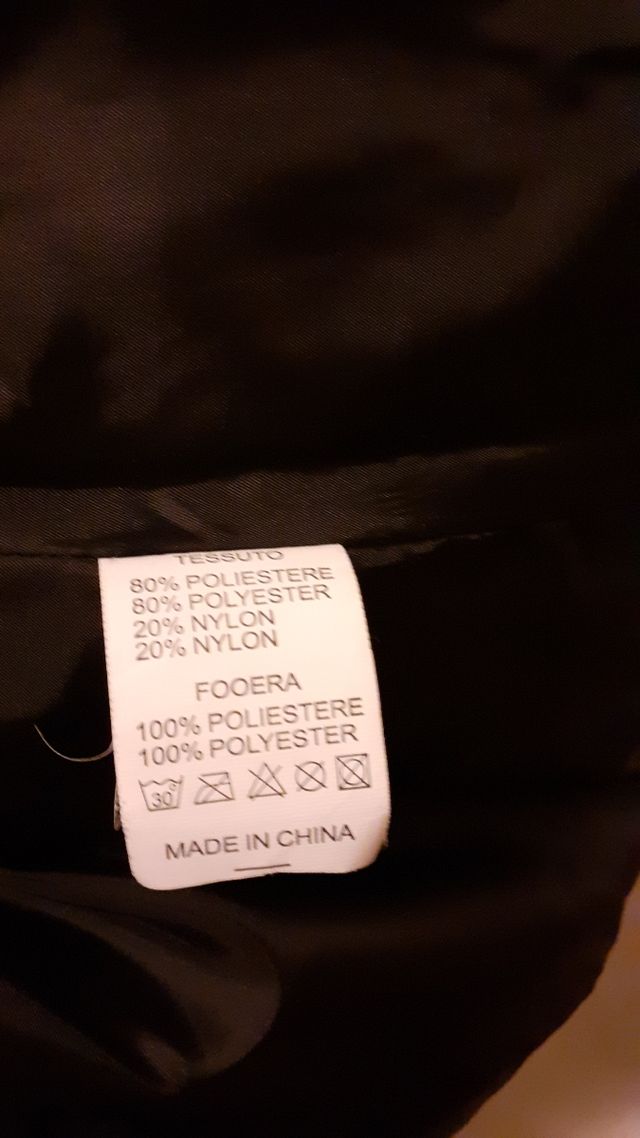 TESSUTO
80% POLIESTERE
80% POLYESTER
20% NYLON
20% NYLON
FOOERA
100% POLIESTERE
100% POLYESTER
30°
MADE IN CHINA